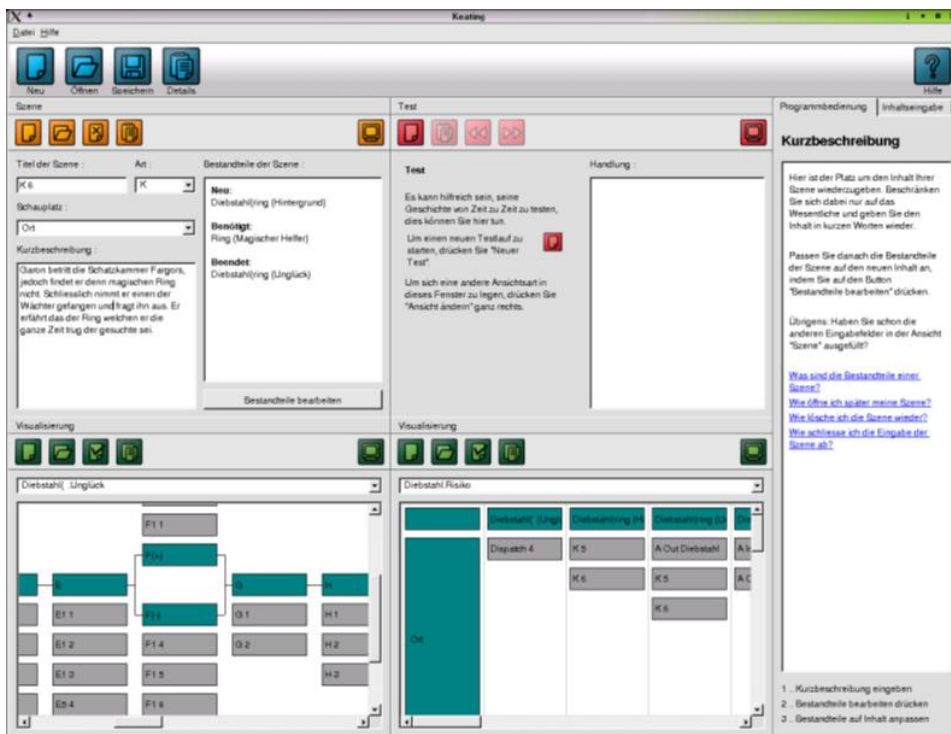 Keating
Datei Hilfe
Neu Öffnen Speichern Details
Hilfe
Szene
Titel der Szene : Art :
K 6 K
Schauplatz :
Ort
Kurzbeschreibung :
Garon betritt die Schatzkammer Fargors,
jedoch findet er denn magischen Ring
nicht. Schliesslich nimmt er einen der
Wächter gefangen und fragt ihn aus. Er
erfährt das der Ring welchen er die
ganze Zeit trug der gesuchte sei.
Bestandteile der Szene :
Neu:
Diebstahl(ring (Hintergrund)
Benötigt:
Ring (Magischer Helfer)
Beendet:
Diebstahl(ring (Unglück)
Bestandteile bearbeiten
Test
Test
Es kann hilfreich sein, seine
Geschichte von Zeit zu Zeit zu testen,
dies können Sie hier tun.
Um einen neuen Testlauf zu
starten, drücken Sie "Neuer
Test".
Um sich eine andere Ansichtsart in
dieses Fenster zu legen, drücken Sie
"Ansicht ändern" ganz rechts.
Handlung :
Programmbedienung Inhaltseingabe
Kurzbeschreibung
Hier ist der Platz um den Inhalt Ihrer
Szene wiederzugeben. Beschränken
Sie sich dabei nur auf das
Wesentliche und geben Sie den
Inhalt in kurzen Worten wieder.
Passen Sie danach die Bestandteile
der Szene auf den neuen Inhalt an,
indem Sie auf den Button
"Bestandteile bearbeiten" drücken.
Übrigens: Haben Sie schon die
anderen Eingabefelder in der Ansicht
"Szene" ausgefüllt?
Was sind die Bestandteile einer
Szene?
Wie öffne ich später meine Szene?
Wie lösche ich die Szene wieder?
Wie schliesse ich die Eingabe der
Szene ab?
1 .. Kurzbeschreibung eingeben
2 .. Bestandteile bearbeiten drücken
3 .. Bestandteile auf Inhalt anpassen
Visualisierung
Diebstahl( .Unglück
F1 1
F(+)
E G H
F(-)
E1 1 G 1 H 1
E1 2 F1 4 G 2 H 2
E1 3 F1 5 H 3
E5 4 F1 6
Visualisierung
Diebstahl.Risiko
Diebstahl( (Ungl Diebstahl(ring (H Diebstahl(ring (U
Dispatch 4 K 5 A Out Diebstahl
K 6 K 5
K 6
Ort